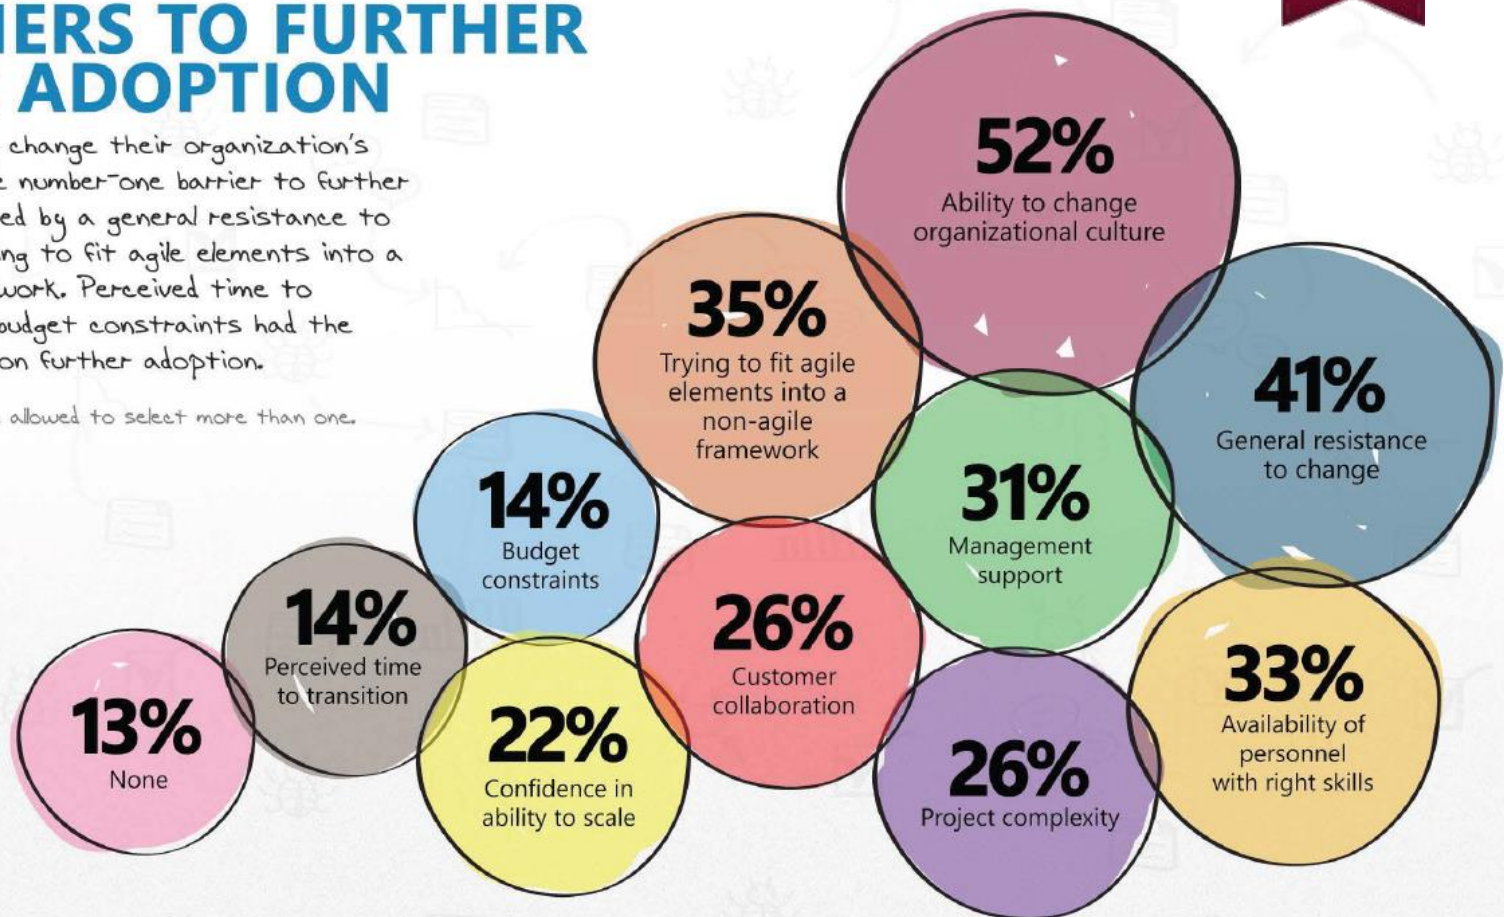 IERS TO FURTHER
ADOPTION
change their organization's
number-one barrier to further
ed by a general resistance to
ng to fit agile elements into a
work. Perceived time to
budget constraints had the
on further adoption.
allowed to select more than one.
52%
Ability to change
organizational culture
35%
Trying to fit agile
elements into a
non-agile
framework
41%
General resistance
to change
14%
Budget
constraints
31%
Management
support
14%
Perceived time
to transition
26%
Customer
collaboration
33%
Availability of
personnel
with right skills
13%
None
22%
Confidence in
ability to scale
26%
Project complexity